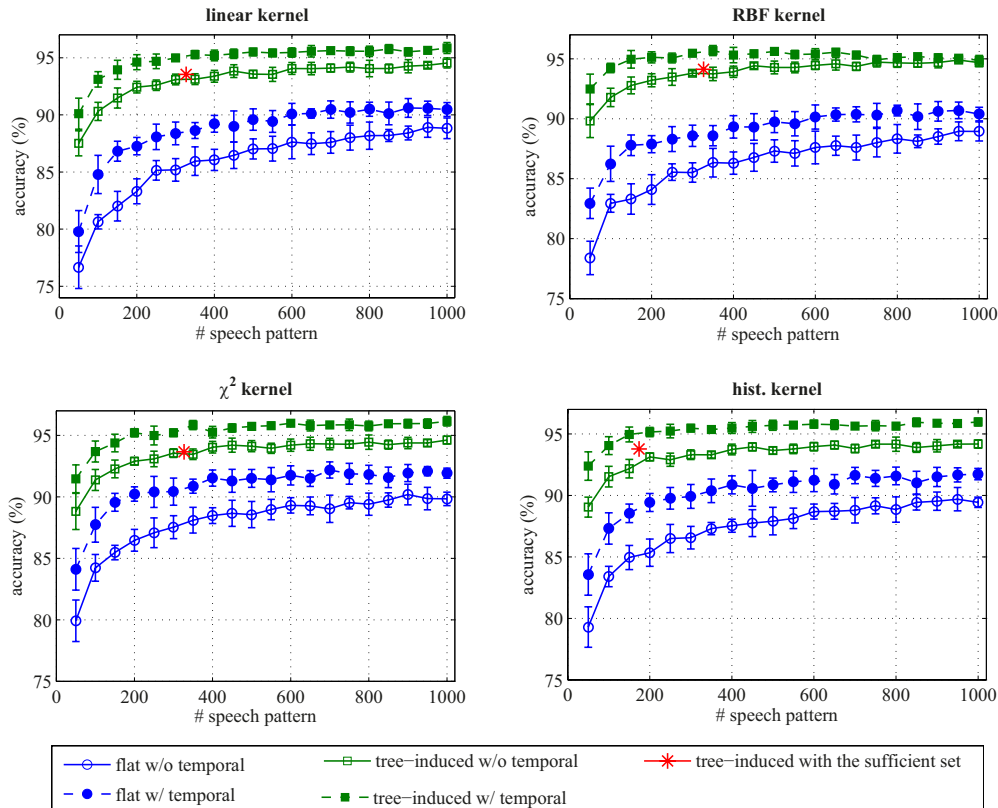 linear kernel
95
90
85
80
75
accuracy (%)
0
200
400
600
800
1000
# speech pattern
RBF kernel
95
90
85
80
75
accuracy (%)
0
200
400
600
800
1000
# speech pattern
χ² kernel
95
90
85
80
75
accuracy (%)
0
200
400
600
800
1000
# speech pattern
hist. kernel
95
90
85
80
75
accuracy (%)
0
200
400
600
800
1000
# speech pattern
flat w/o temporal
tree−induced w/o temporal
tree−induced with the sufficient set
flat w/ temporal
tree−induced w/ temporal